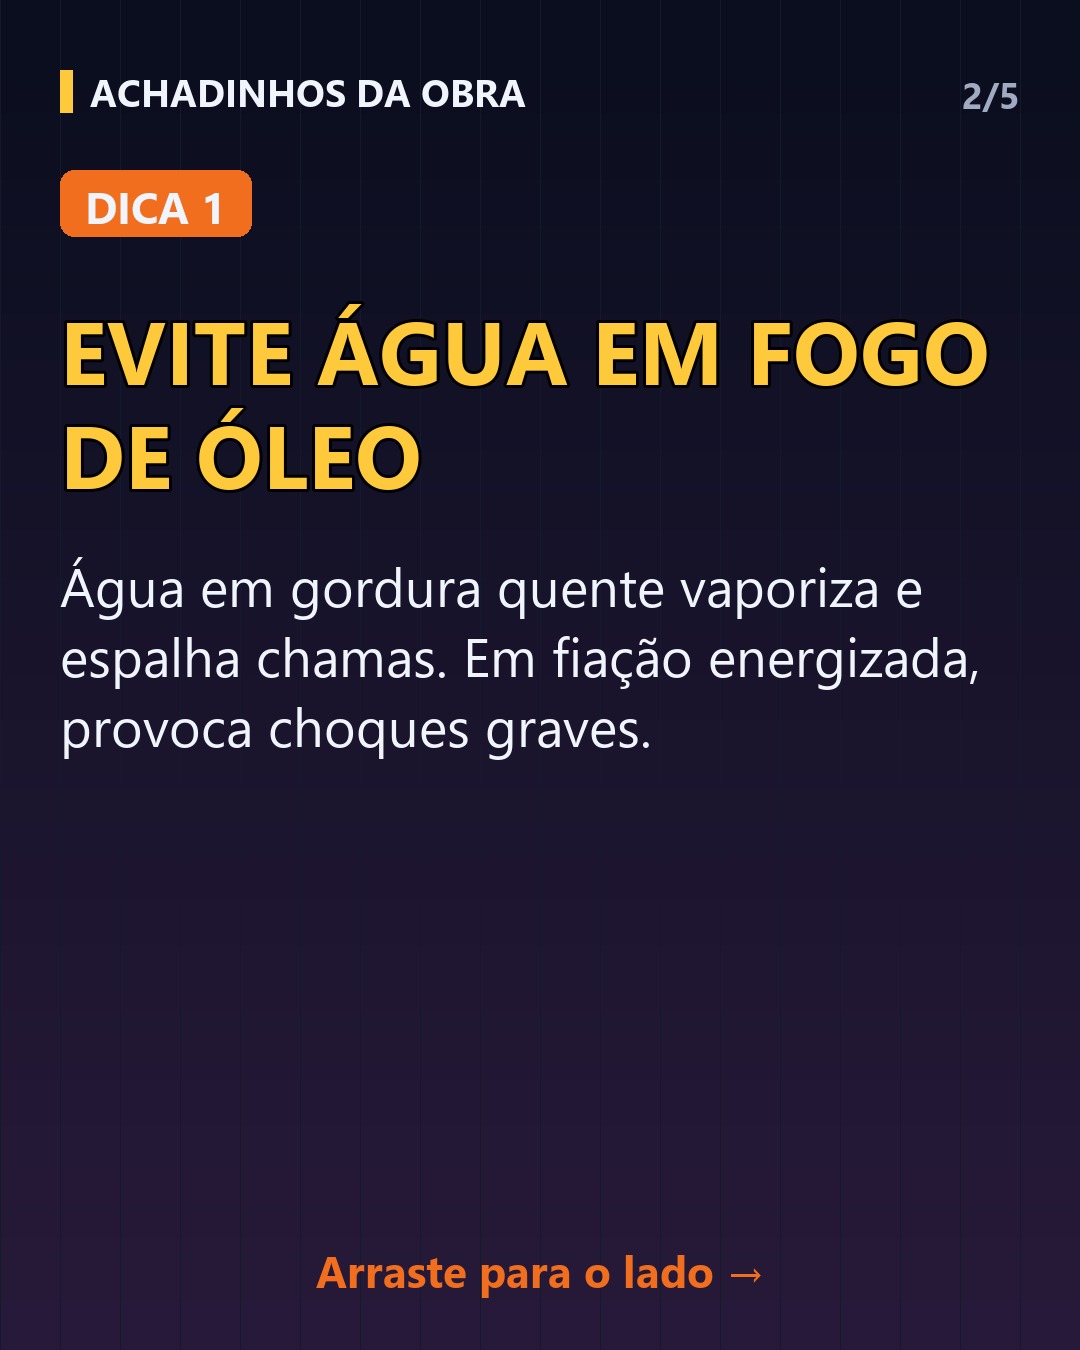 ACHADINHOS DA OBRA
2/5
DICA 1
EVITE ÁGUA EM FOGO
DE ÓLEO
Água em gordura quente vaporiza e
espalha chamas. Em fiação energizada,
provoca choques graves.
Arraste para o lado →